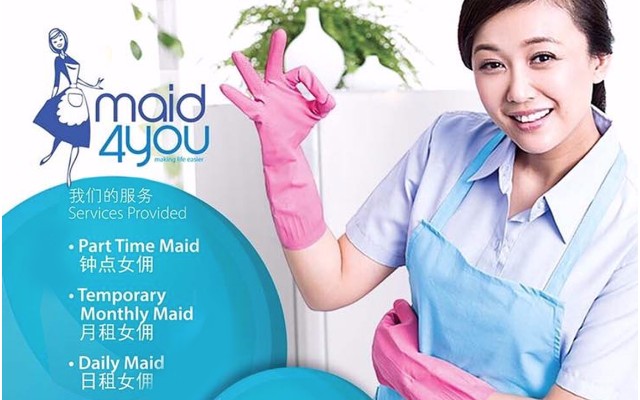 maid
4you
making life easier
我们的服务
Services Provided
• Part Time Maid
钟点女佣
• Temporary
Monthly Maid
月租女佣
• Daily Maid
日租女佣